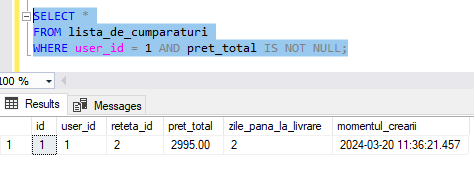 SELECT *
FROM lista_de_cumparaturi
WHERE user_id = 1 AND pret_total IS NOT NULL;
100 %
Results Messages
id user_id reteta_id pret_total zile_pana_la_livrare momentul_crearii
1 1 1 2 2995.00 2 2024-03-20 11:36:21.457